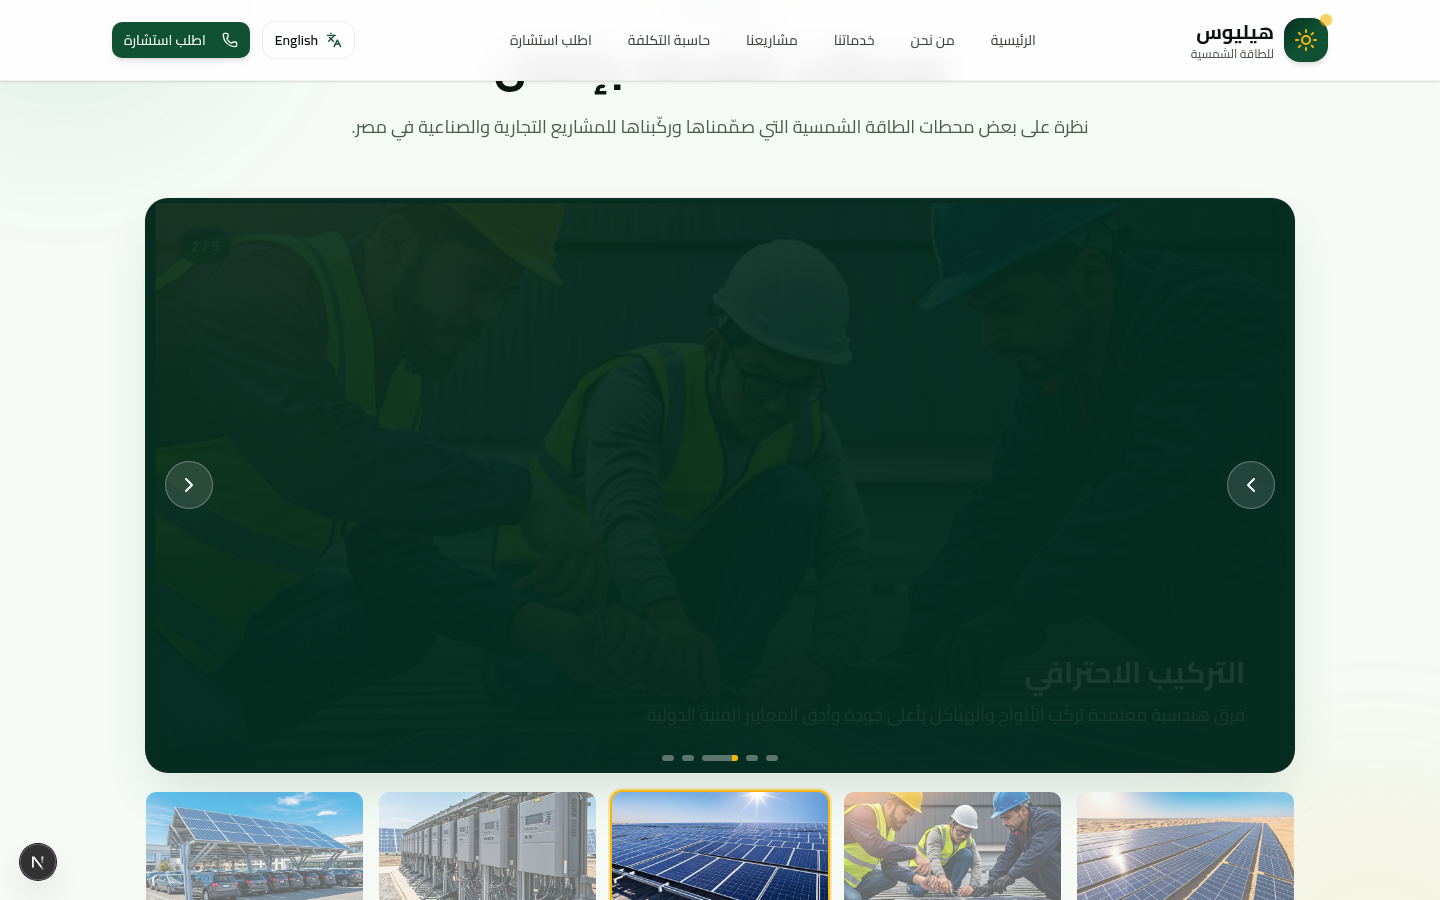 هيليوس
للطاقة الشمسية
الرئيسية
من نحن
خدماتنا
مشاريعنا
حاسبة التكلفة
اطلب استشارة
English
اطلب استشارة
نظرة على بعض محطات الطاقة الشمسية التي صمّمناها وركّبناها للمشاريع التجارية والصناعية في مصر.
2 / 5
التركيب الاحترافي
فرق هندسية معتمدة تركّب الألواح والهياكل بأعلى جودة وأدق المعايير الفنية الدولية.
N